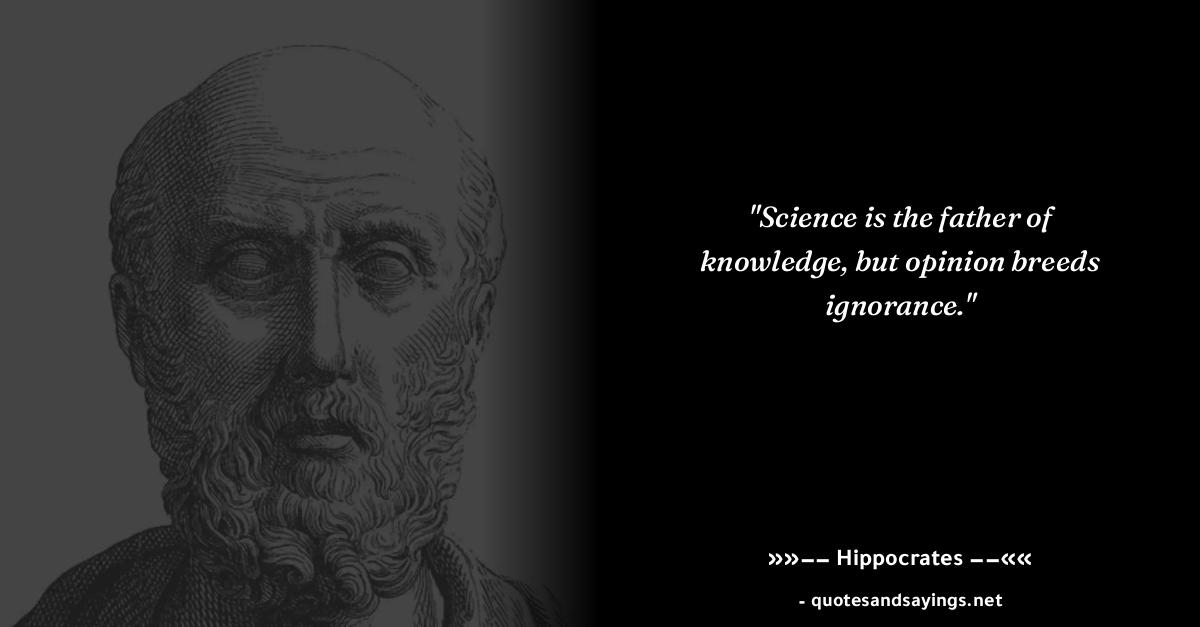 "Science is the father of
knowledge, but opinion breeds
ignorance."
»»−− Hippocrates −−««
- quotesandsayings.net